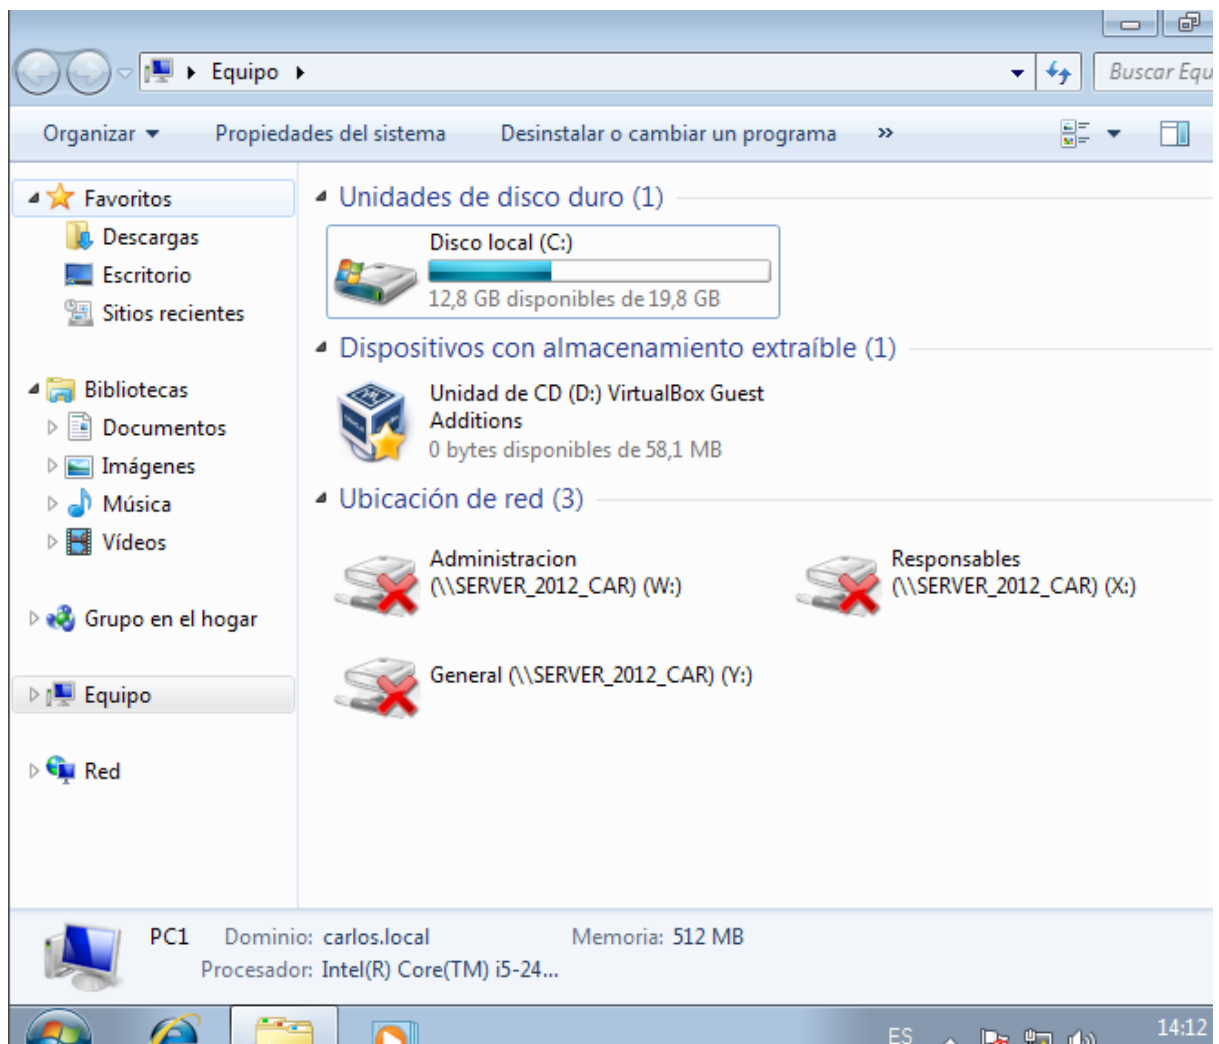 Equipo
Buscar Equ
Organizar
Propiedades del sistema
Desinstalar o cambiar un programa
»
Favoritos
Descargas
Escritorio
Sitios recientes
Bibliotecas
Documentos
Imágenes
Música
Vídeos
Grupo en el hogar
Equipo
Red
Unidades de disco duro (1)
Disco local (C:)
12,8 GB disponibles de 19,8 GB
Dispositivos con almacenamiento extraíble (1)
Unidad de CD (D:) VirtualBox Guest
Additions
0 bytes disponibles de 58,1 MB
Ubicación de red (3)
Administracion
(\\SERVER_2012_CAR) (W:)
Responsables
(\\SERVER_2012_CAR) (X:)
General (\\SERVER_2012_CAR) (Y:)
PC1 Dominio: carlos.local Memoria: 512 MB
Procesador: Intel(R) Core(TM) i5-24...
ES
14:12